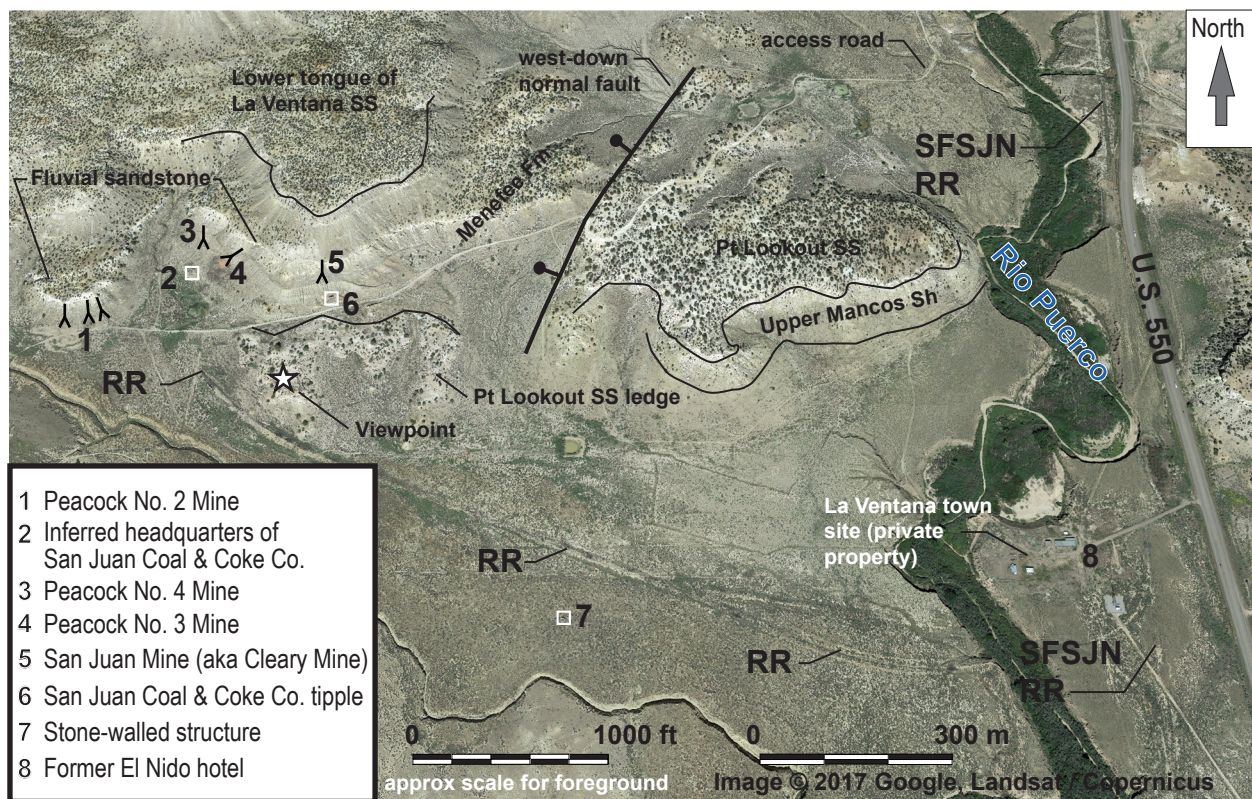 North
access road
west-down
normal fault
Lower tongue of
La Ventana SS
SFSJN
RR
Fluvial sandstone
Menefee Fm
3
4
2
5
6
1
Pt Lookout SS
Upper Mancos Sh
Rio Puerco
U.S. 550
RR
Pt Lookout SS ledge
Viewpoint
La Ventana town
site (private
property)
8
RR
7
RR
SFSJN
RR
1 Peacock No. 2 Mine
2 Inferred headquarters of
San Juan Coal & Coke Co.
3 Peacock No. 4 Mine
4 Peacock No. 3 Mine
5 San Juan Mine (aka Cleary Mine)
6 San Juan Coal & Coke Co. tipple
7 Stone-walled structure
8 Former El Nido hotel
0 1000 ft
0 300 m
approx scale for foreground
Image © 2017 Google, Landsat / Copernicus